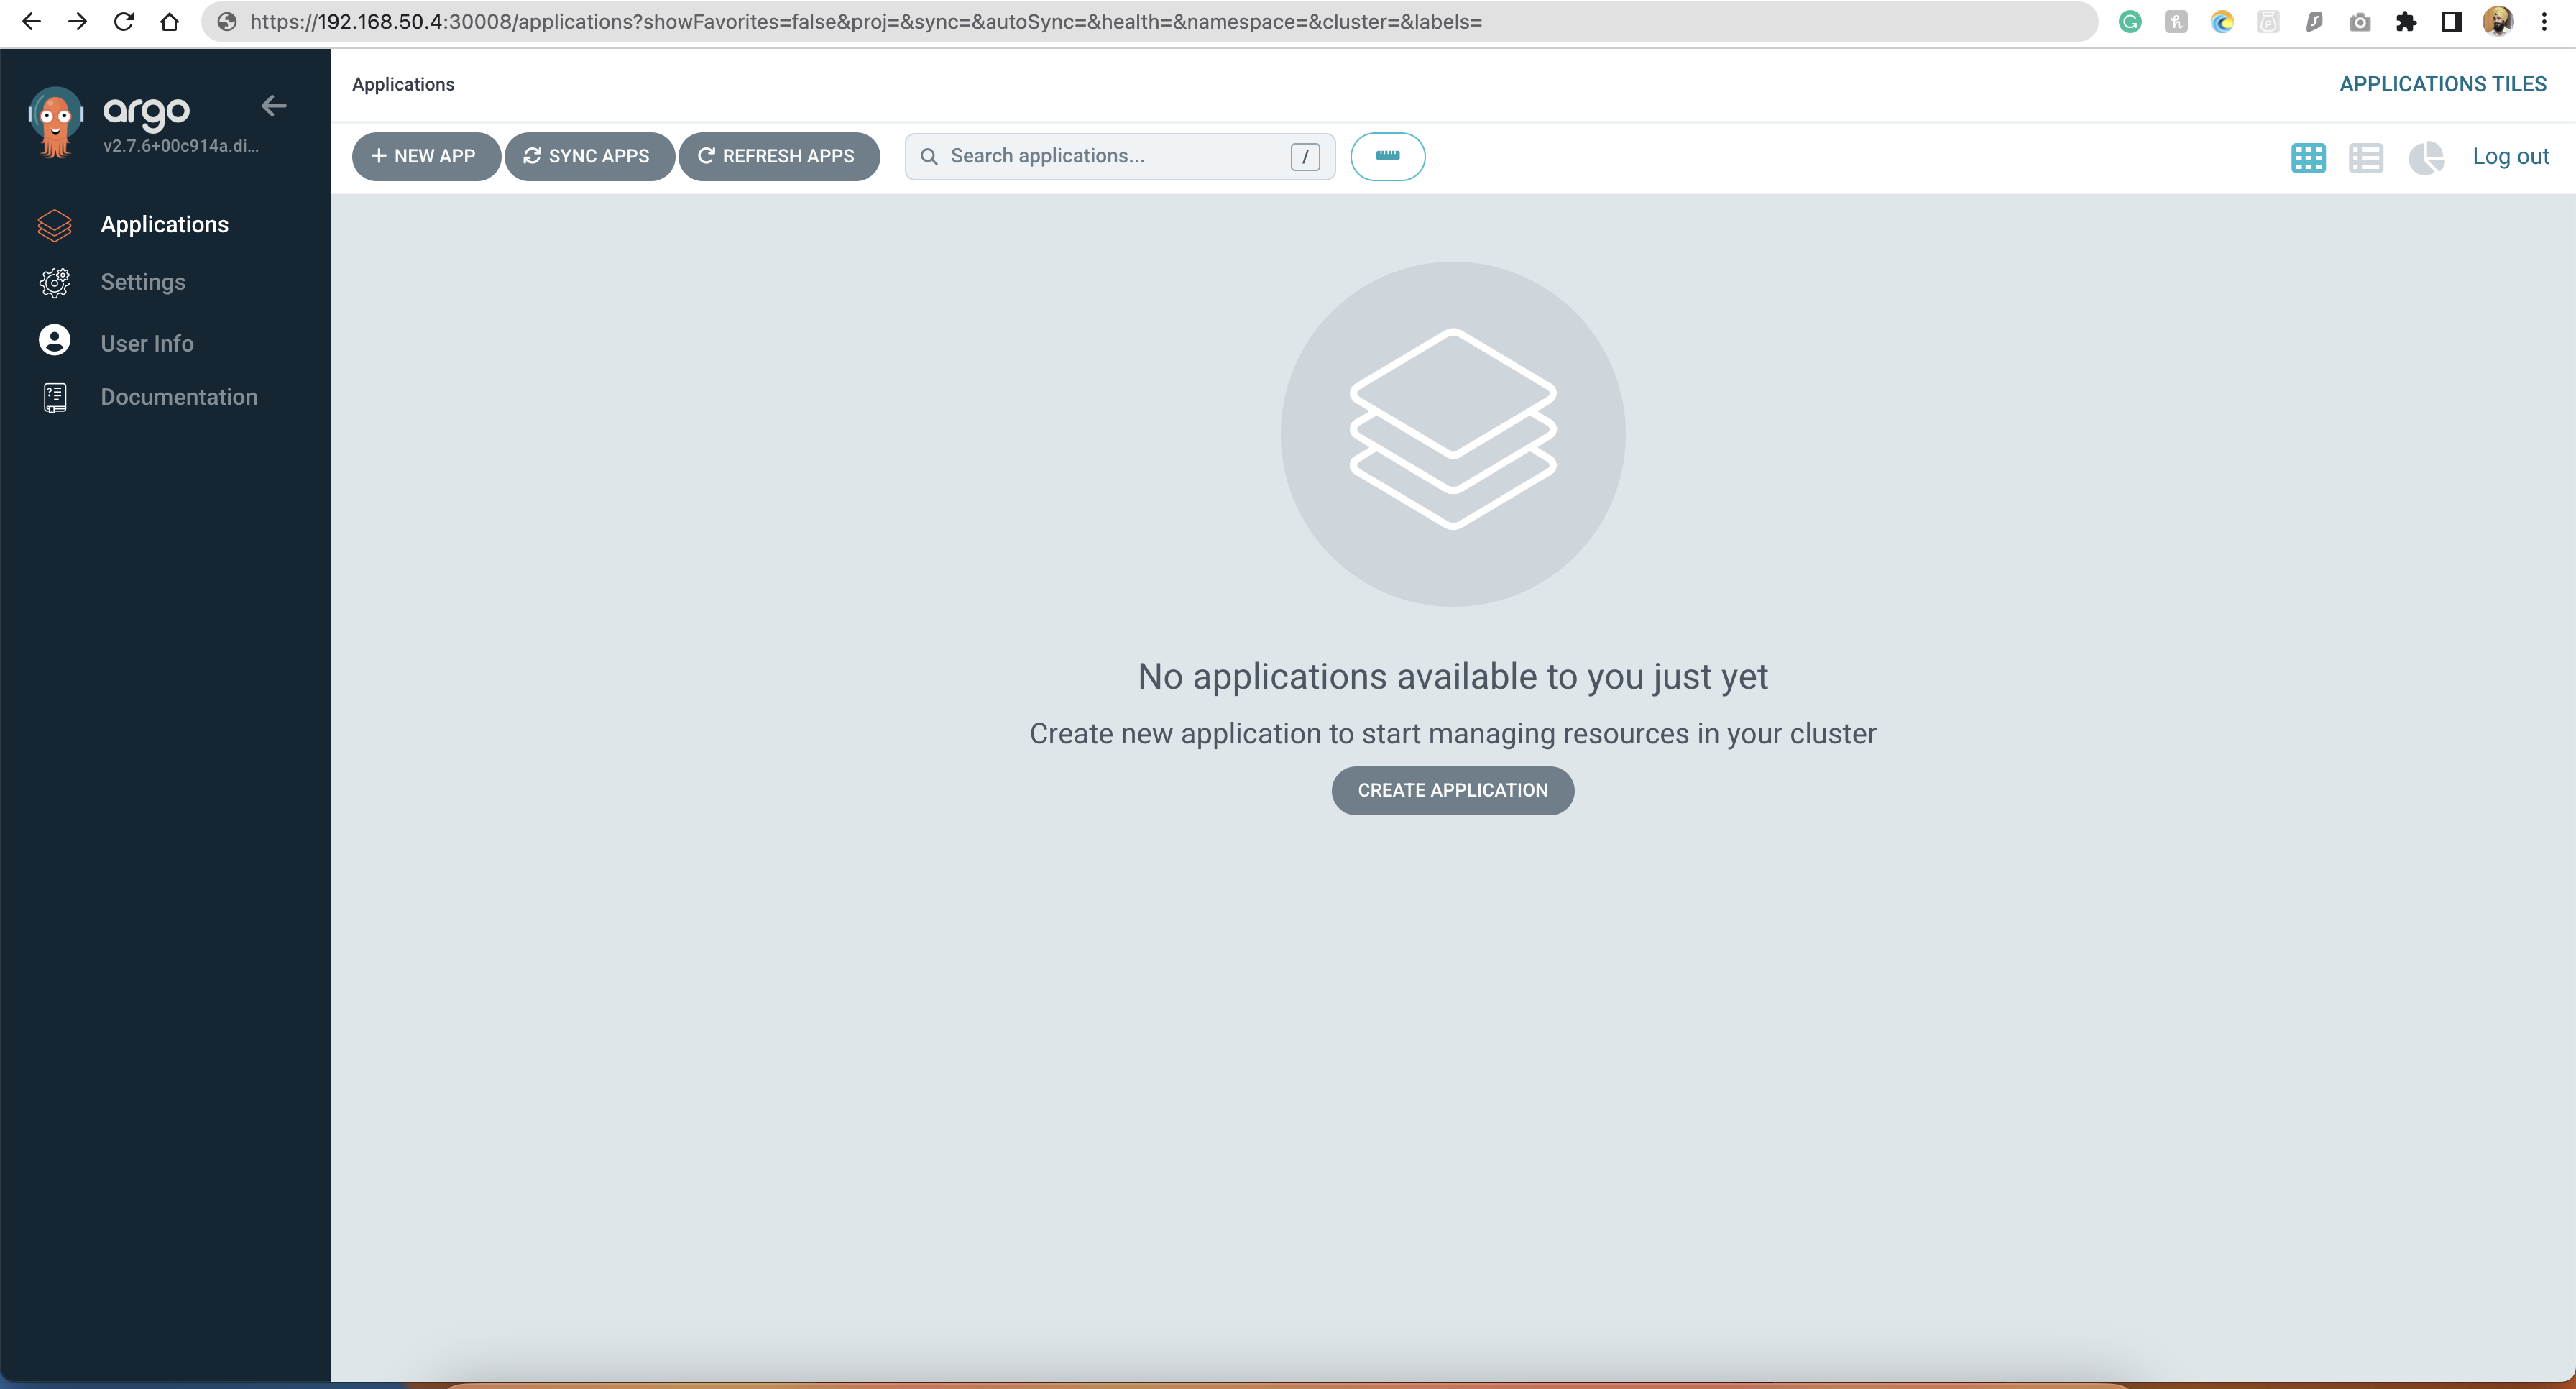 https://192.168.50.4:30008/applications?showFavorites=false&proj=&sync=&autoSync=&health=&namespace=&cluster=&labels=
argo
v2.7.6+00c914a.di...
Applications
Settings
User Info
Documentation
Applications
APPLICATIONS TILES
NEW APP
SYNC APPS
REFRESH APPS
Search applications...
/
Log out
No applications available to you just yet
Create new application to start managing resources in your cluster
CREATE APPLICATION